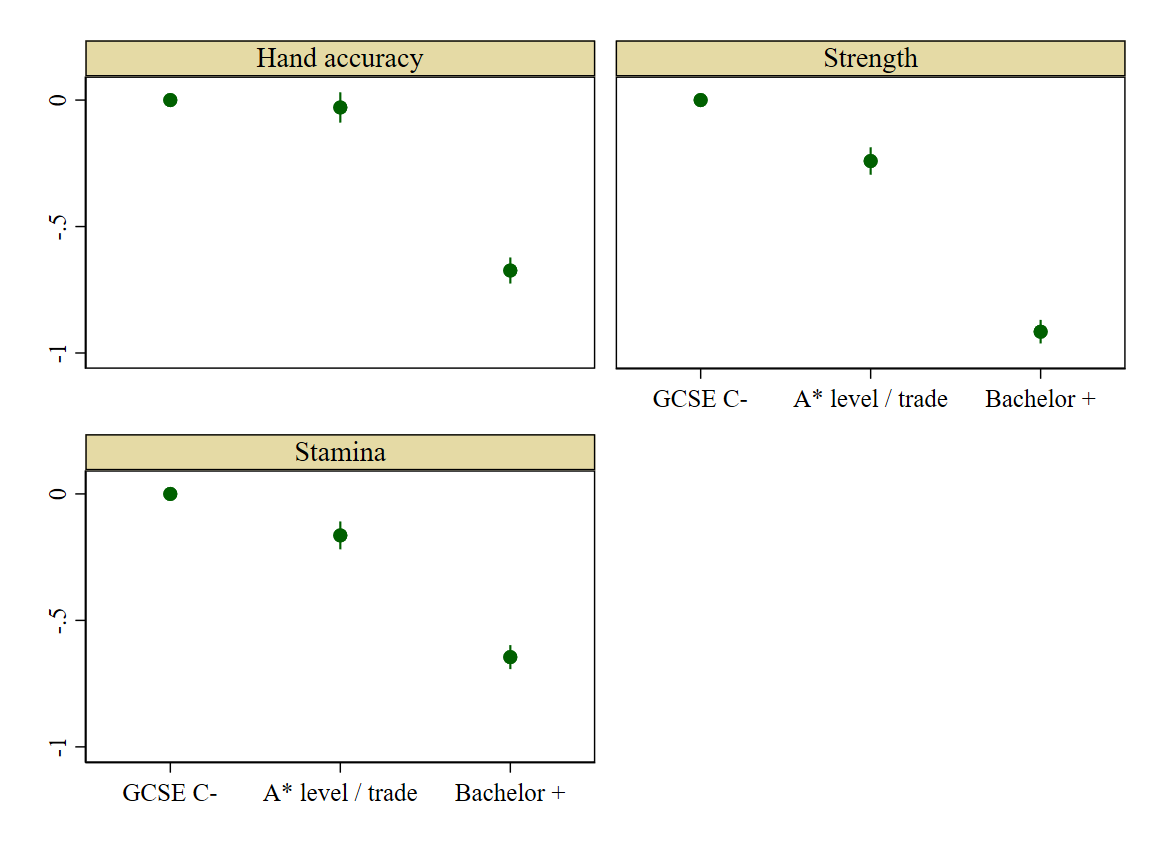 Hand accuracy
0
-.5
-1
Strength
GCSE C-
A* level / trade
Bachelor +
Stamina
0
-.5
-1
GCSE C-
A* level / trade
Bachelor +